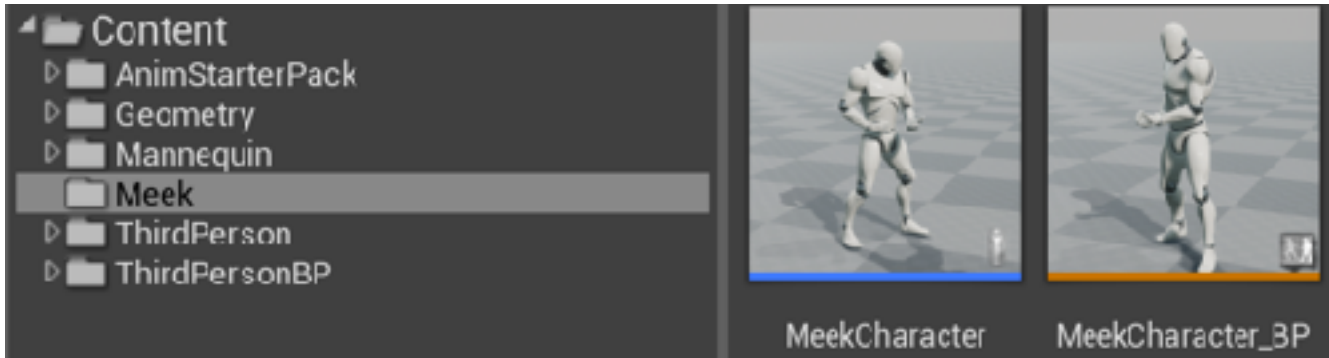 Content
AnimStarterPack
Geometry
Mannequin
Meek
ThirdPerson
ThirdPersonBP
MeekCharacter
MeekCharacter_BP